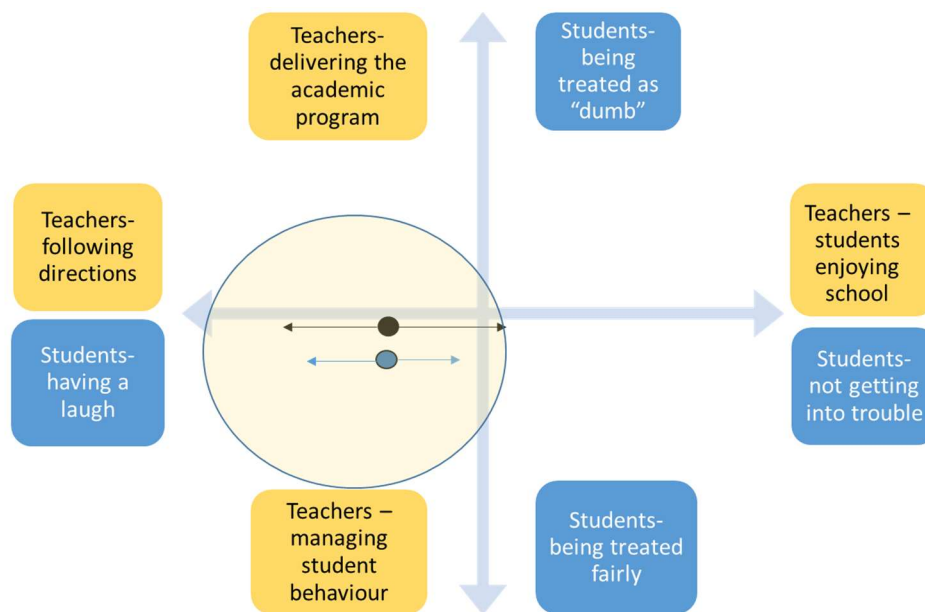 Teachers-
delivering the
academic
program
Students-
being
treated as
“dumb”
Teachers-
following
directions
Students-
having a
laugh
Teachers –
students
enjoying
school
Students-
not getting
into trouble
Teachers –
managing
student
behaviour
Students-
being treated
fairly